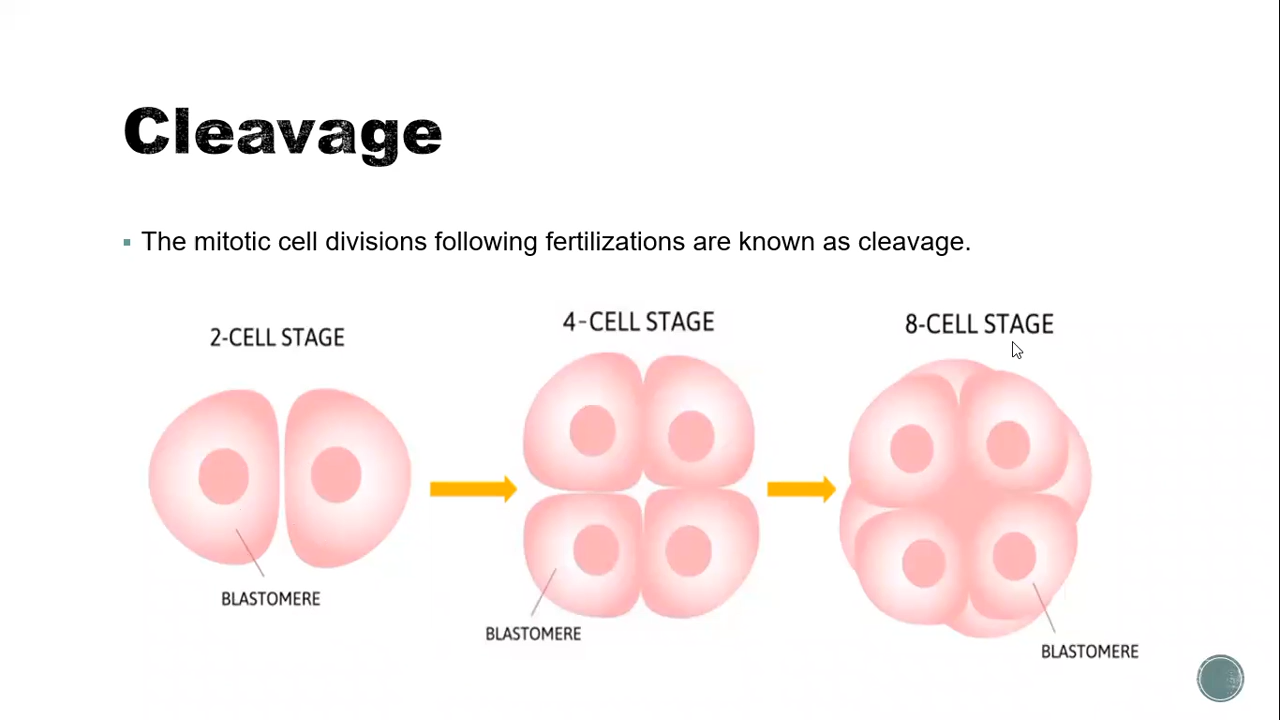 Cleavage
The mitotic cell divisions following fertilizations are known as cleavage.
2-CELL STAGE
4-CELL STAGE
8-CELL STAGE
BLASTOMERE
BLASTOMERE
BLASTOMERE